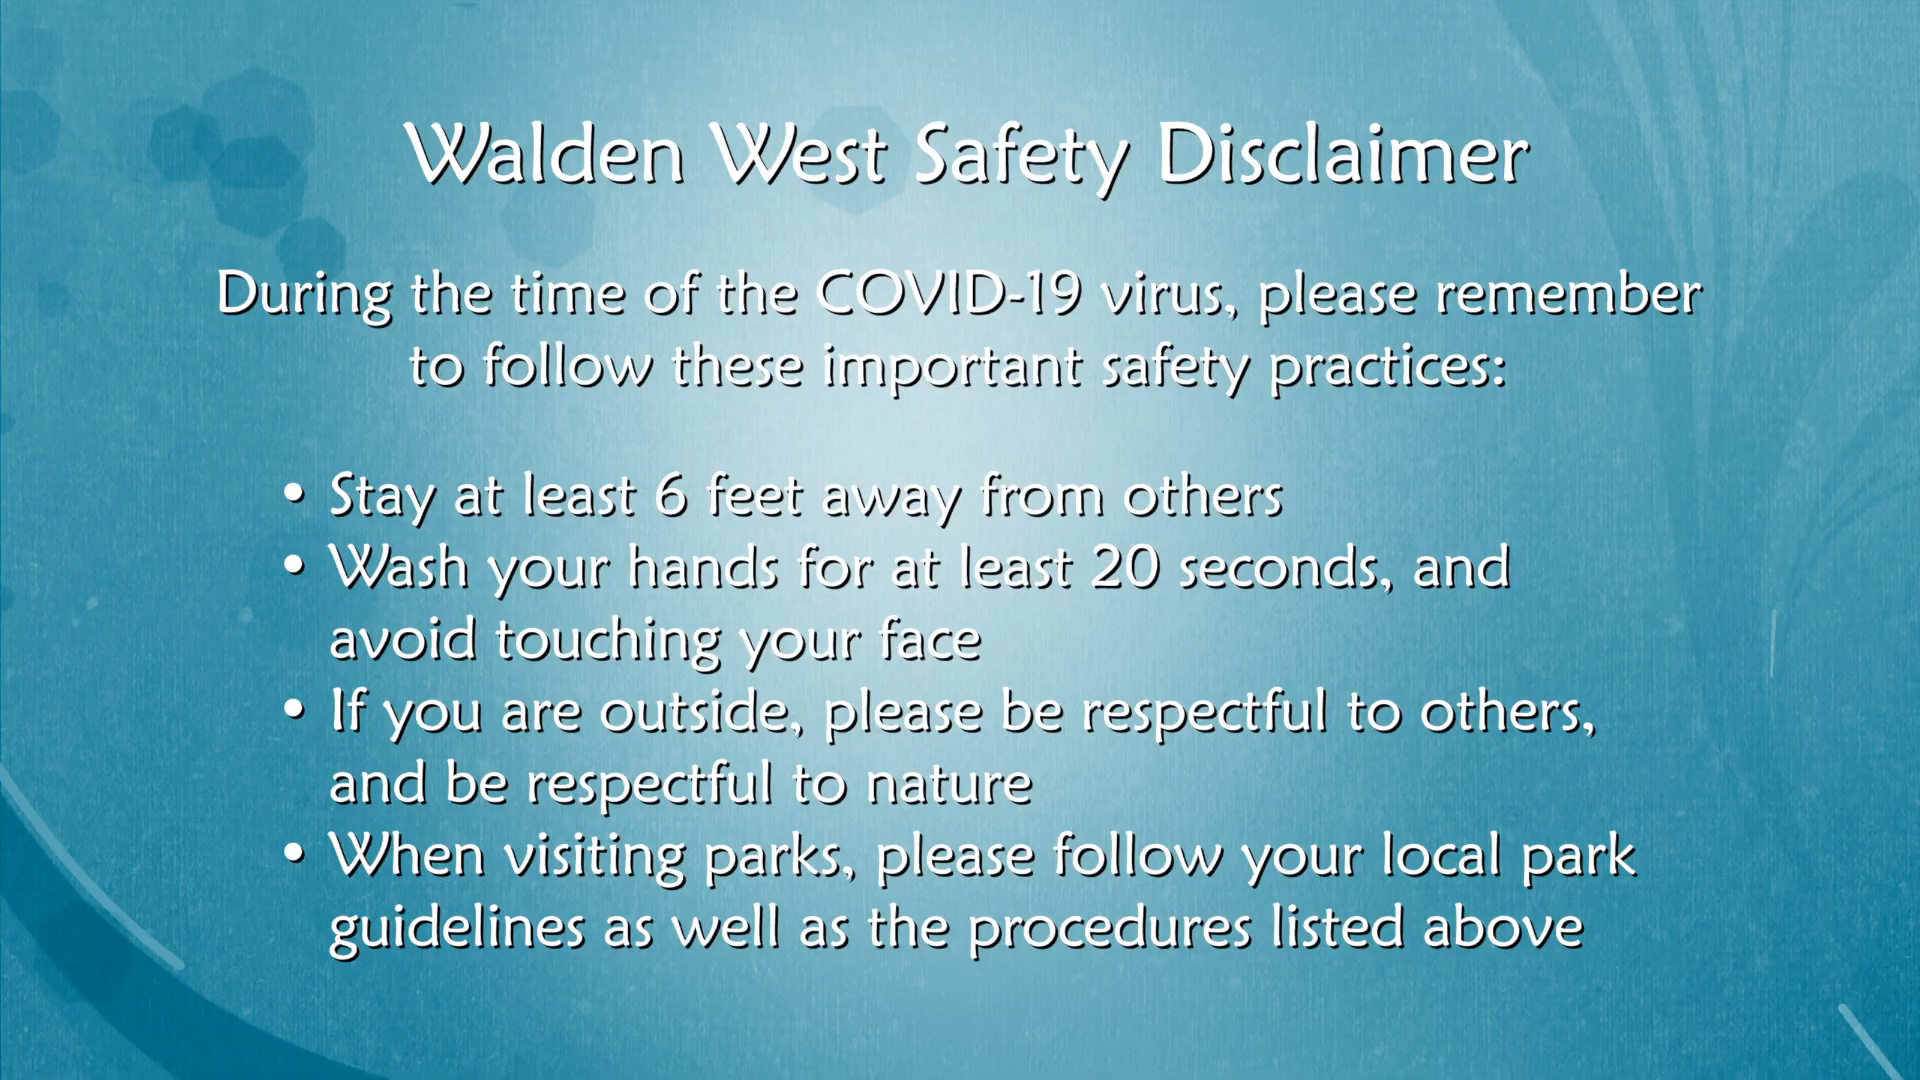 Walden West Safety Disclaimer
During the time of the COVID-19 virus, please remember
to follow these important safety practices:
• Stay at least 6 feet away from others
• Wash your hands for at least 20 seconds, and
avoid touching your face
• If you are outside, please be respectful to others,
and be respectful to nature
• When visiting parks, please follow your local park
guidelines as well as the procedures listed above